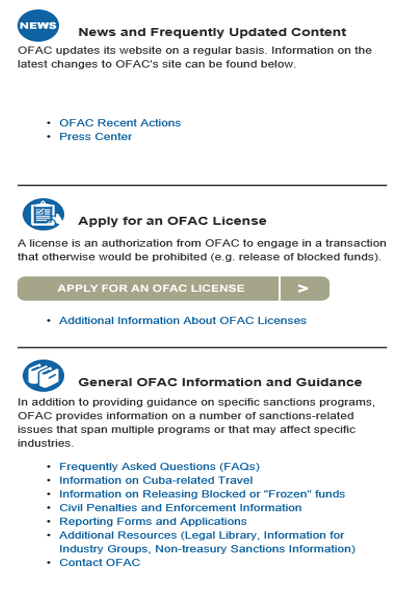 NEWS
News and Frequently Updated Content
OFAC updates its website on a regular basis. Information on the
latest changes to OFAC's site can be found below.
• OFAC Recent Actions
• Press Center
Apply for an OFAC License
A license is an authorization from OFAC to engage in a transaction
that otherwise would be prohibited (e.g. release of blocked funds).
APPLY FOR AN OFAC LICENSE >
• Additional Information About OFAC Licenses
General OFAC Information and Guidance
In addition to providing guidance on specific sanctions programs,
OFAC provides information on a number of sanctions-related
issues that span multiple programs or that may affect specific
industries.
• Frequently Asked Questions (FAQs)
• Information on Cuba-related Travel
• Information on Releasing Blocked or "Frozen" funds
• Civil Penalties and Enforcement Information
• Reporting Forms and Applications
• Additional Resources (Legal Library, Information for
Industry Groups, Non-treasury Sanctions Information)
• Contact OFAC